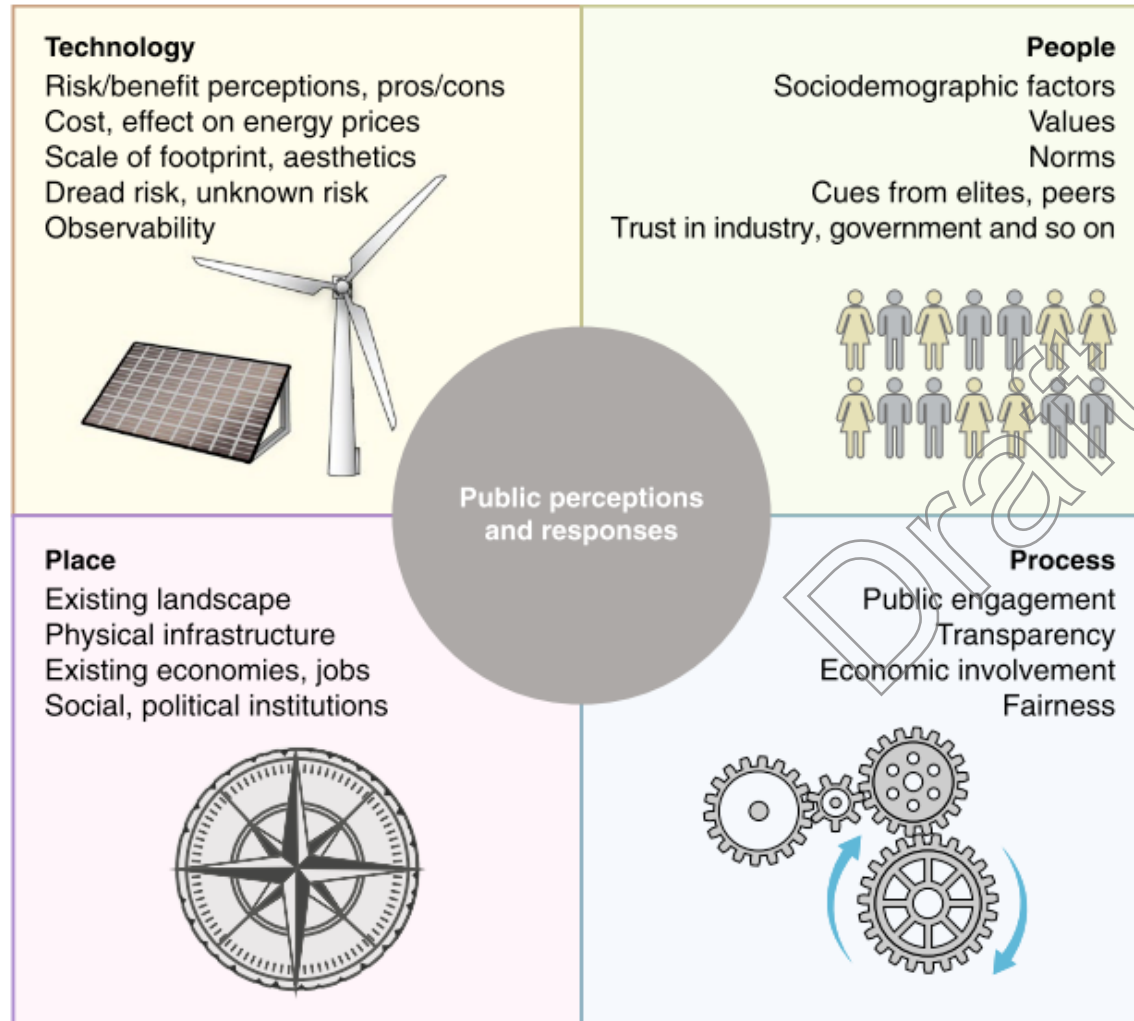 Technology
Risk/benefit perceptions, pros/cons
Cost, effect on energy prices
Scale of footprint, aesthetics
Dread risk, unknown risk
Observability
People
Sociodemographic factors
Values
Norms
Cues from elites, peers
Trust in industry, government and so on
Public perceptions
and responses
Place
Existing landscape
Physical infrastructure
Existing economies, jobs
Social, political institutions
Process
Public engagement
Transparency
Economic involvement
Fairness
Draft